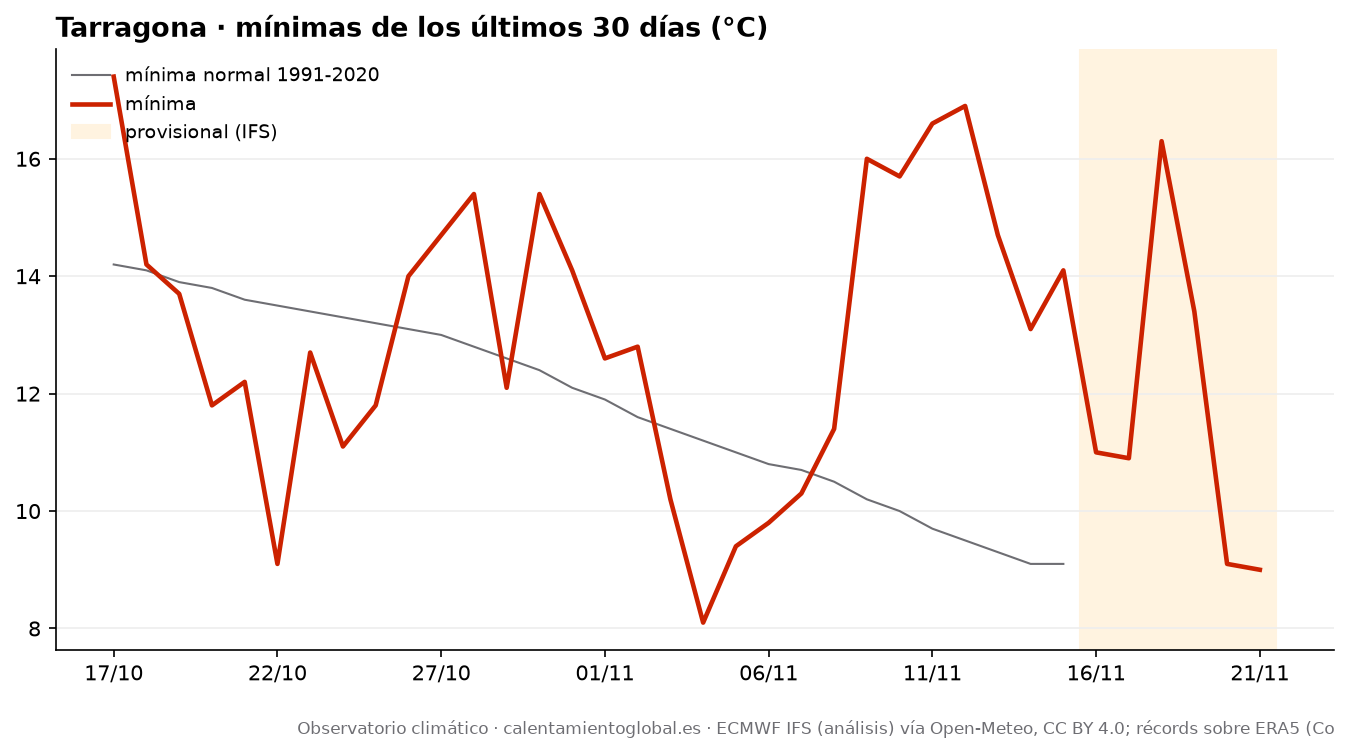 Tarragona · mínimas de los últimos 30 días (°C)
mínima normal 1991-2020
mínima
provisional (IFS)
16
14
12
10
8
17/10 22/10 27/10 01/11 06/11 11/11 16/11 21/11
Observatorio climático · calentamientoglobal.es · ECMWF IFS (análisis) vía Open-Meteo, CC BY 4.0; récords sobre ERA5 (Co